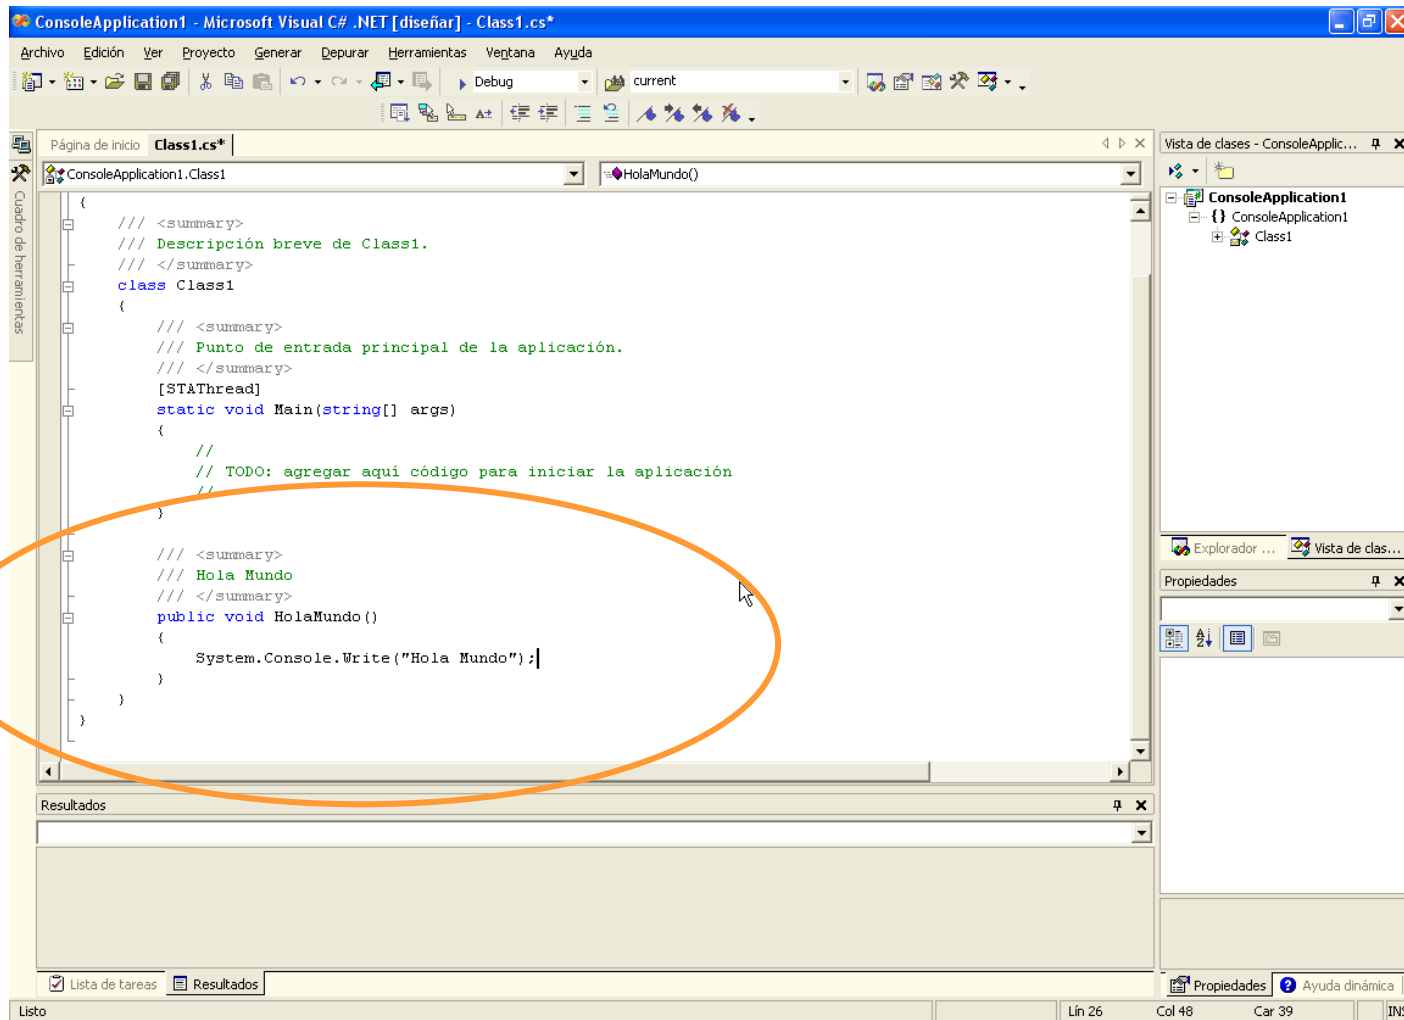 ConsoleApplication1 - Microsoft Visual C# .NET [diseñar] - Class1.cs*
Archivo Edición Ver Proyecto Generar Depurar Herramientas Ventana Ayuda
Debug current
Página de inicio Class1.cs*
Vista de clases - ConsoleApplic...
ConsoleApplication1.Class1 HolaMundo()
Cuadro de herramientas
{
/// <summary>
/// Descripción breve de Class1.
/// </summary>
class Class1
{
/// <summary>
/// Punto de entrada principal de la aplicación.
/// </summary>
[STAThread]
static void Main(string[] args)
{
//
// TODO: agregar aquí código para iniciar la aplicación
//
}
/// <summary>
/// Hola Mundo
/// </summary>
public void HolaMundo()
{
System.Console.Write("Hola Mundo");
}
}
}
ConsoleApplication1
{} ConsoleApplication1
Class1
Explorador ... Vista de clas...
Propiedades
Resultados
Lista de tareas Resultados
Propiedades Ayuda dinámica
Listo Lín 26 Col 48 Car 39 INS